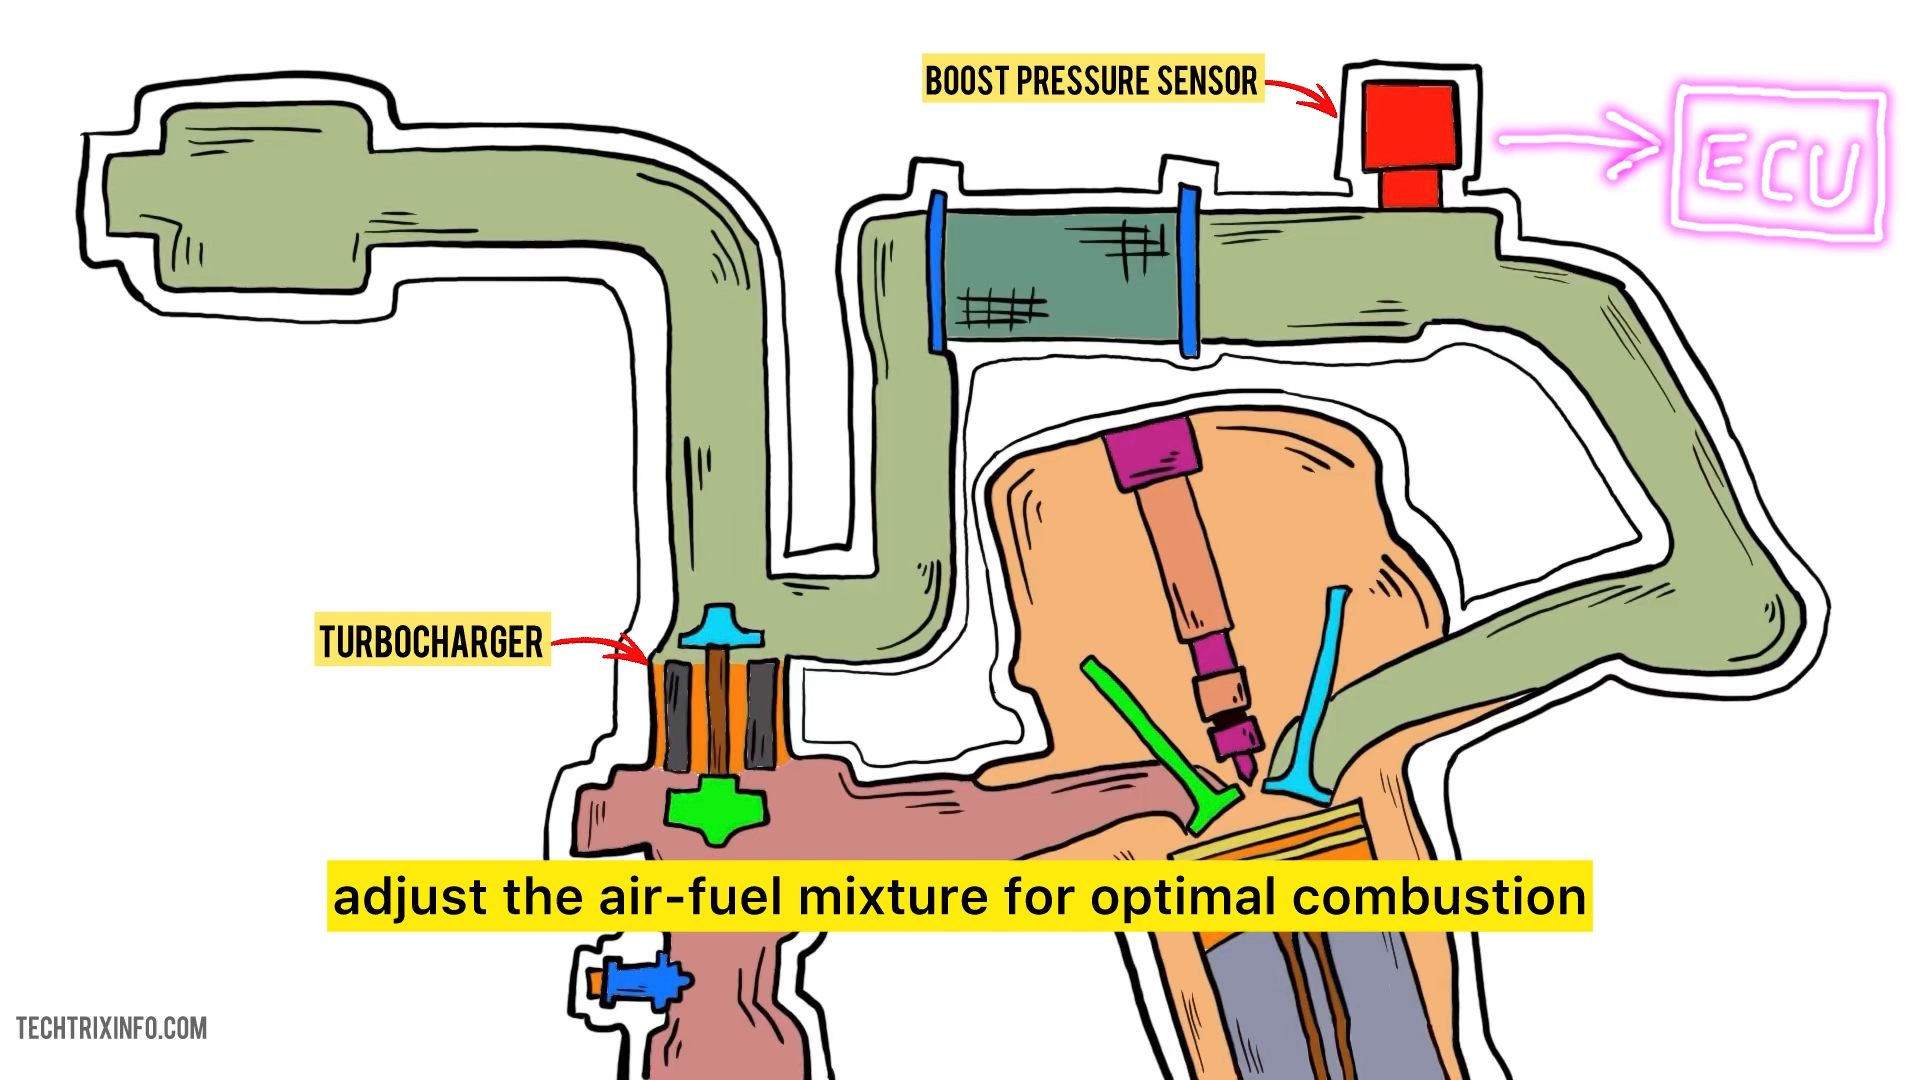 BOOST PRESSURE SENSOR
ECU
TURBOCHARGER
adjust the air-fuel mixture for optimal combustion
TECHTRIXINFO.COM